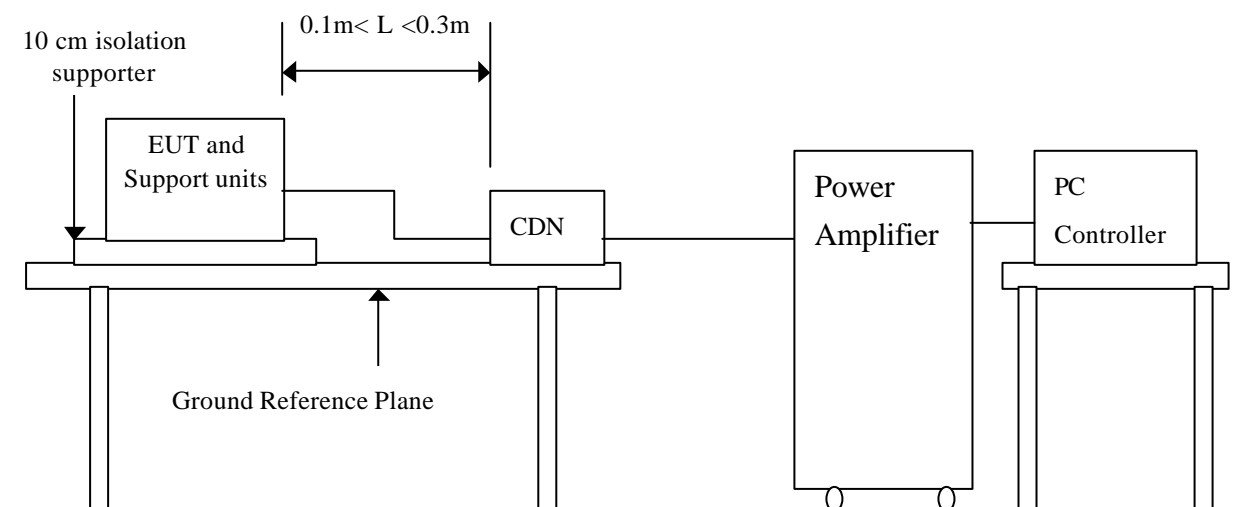 0.1m< L <0.3m
10 cm isolation
supporter
EUT and
Support units
CDN
Power
Amplifier
PC
Controller
Ground Reference Plane